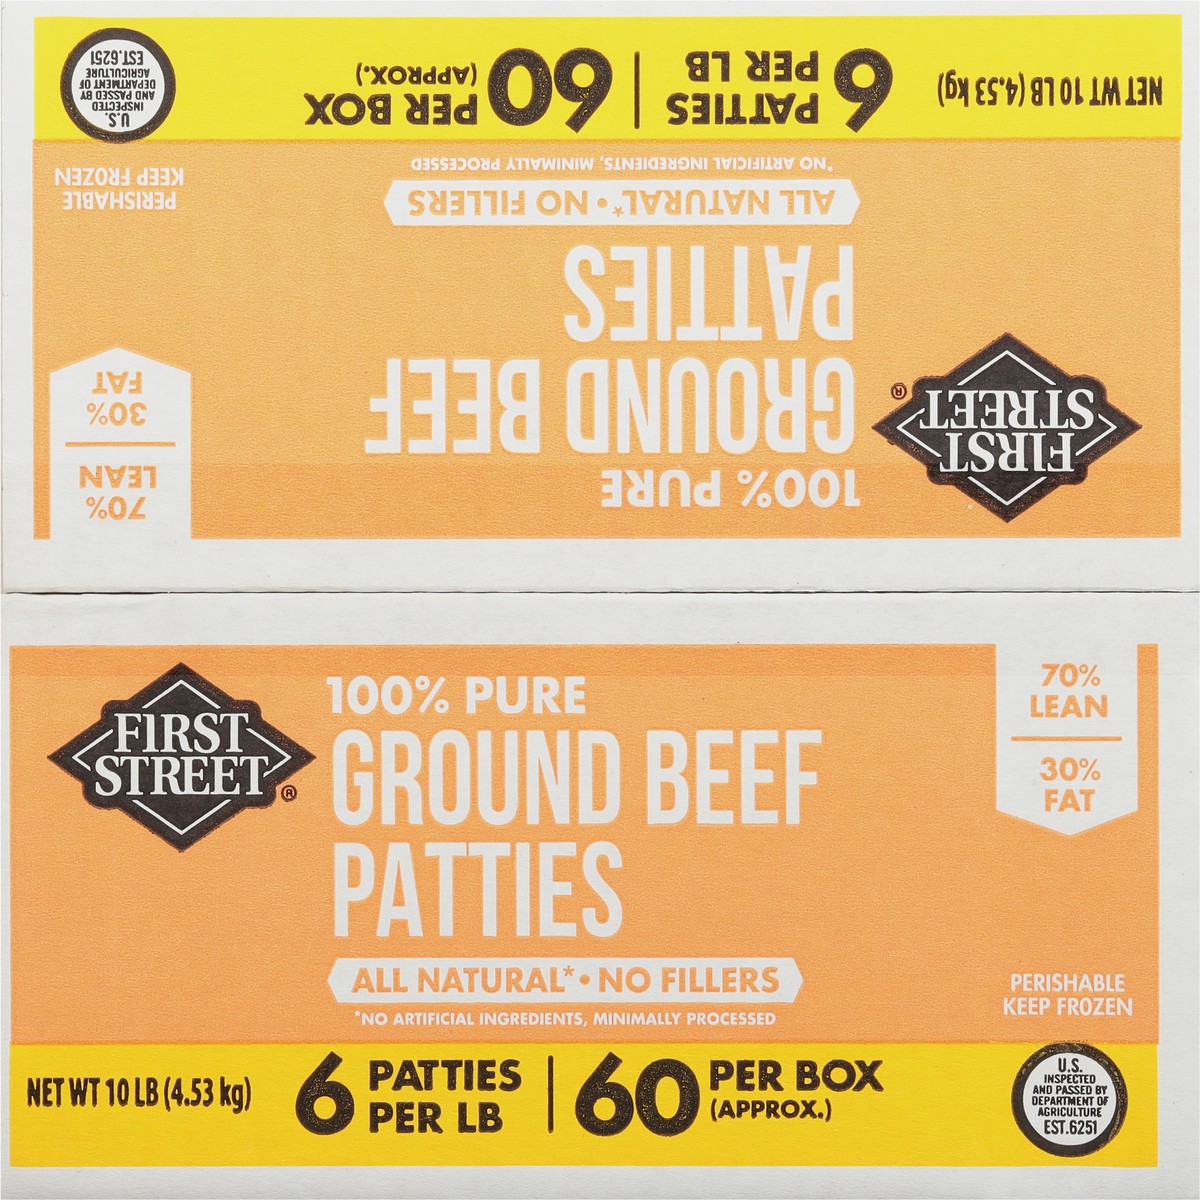 U.S.
INSPECTED
AND PASSED BY
DEPARTMENT OF
AGRICULTURE
EST.6251
NET WT 10 LB (4.53 kg)
6 PATTIES
PER LB
60 PER BOX
(APPROX.)
PERISHABLE
KEEP FROZEN
*NO ARTIFICIAL INGREDIENTS, MINIMALLY PROCESSED
ALL NATURAL* • NO FILLERS
100% PURE
GROUND BEEF
PATTIES
70%
LEAN
30%
FAT
FIRST
STREET
®
FIRST
STREET
®
100% PURE
GROUND BEEF
PATTIES
70%
LEAN
30%
FAT
ALL NATURAL* • NO FILLERS
*NO ARTIFICIAL INGREDIENTS, MINIMALLY PROCESSED
PERISHABLE
KEEP FROZEN
NET WT 10 LB (4.53 kg)
6 PATTIES
PER LB
60 PER BOX
(APPROX.)
U.S.
INSPECTED
AND PASSED BY
DEPARTMENT OF
AGRICULTURE
EST.6251